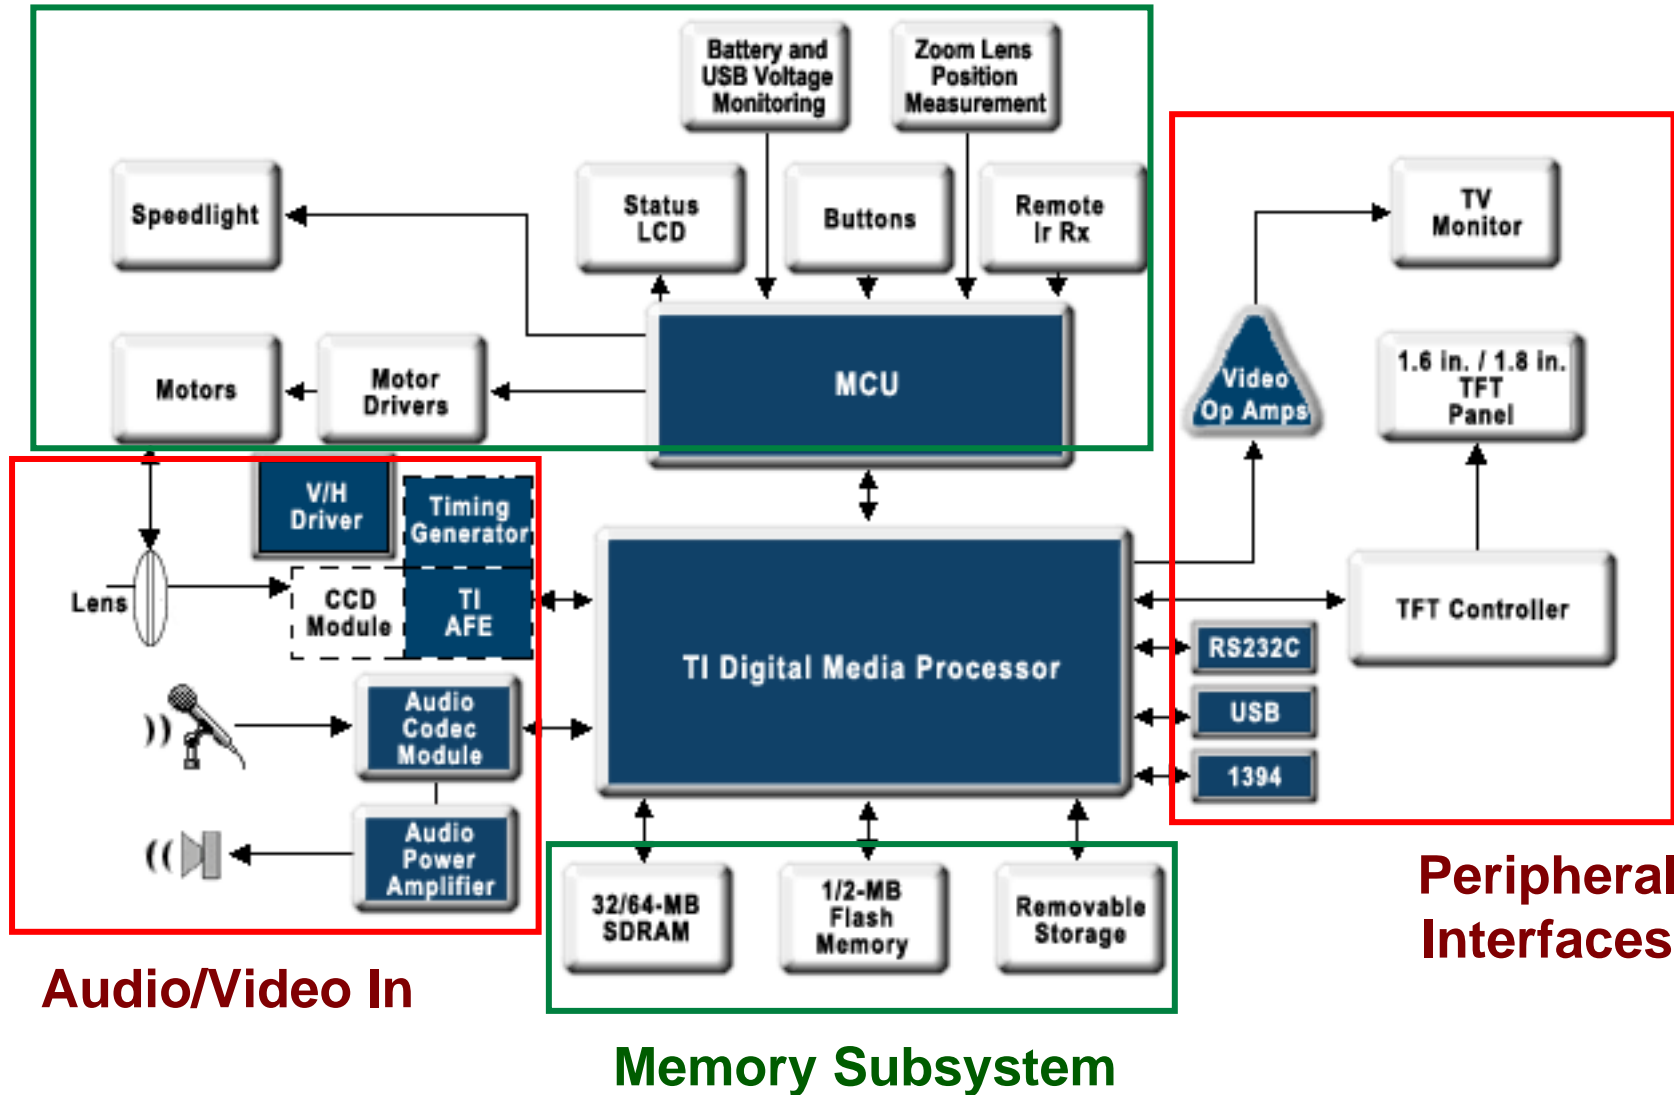 Battery and
USB Voltage
Monitoring
Zoom Lens
Position
Measurement
Speedlight
Status
LCD
Buttons
Remote
Ir Rx
TV
Monitor
Motors
Motor
Drivers
MCU
Video
Op Amps
1.6 in. / 1.8 in.
TFT
Panel
V/H
Driver
Timing
Generator
Lens
CCD
Module
TI
AFE
TI Digital Media Processor
TFT Controller
RS232C
USB
1394
Audio
Codec
Module
Audio
Power
Amplifier
32/64-MB
SDRAM
1/2-MB
Flash
Memory
Removable
Storage
Peripheral
Interfaces
Audio/Video In
Memory Subsystem